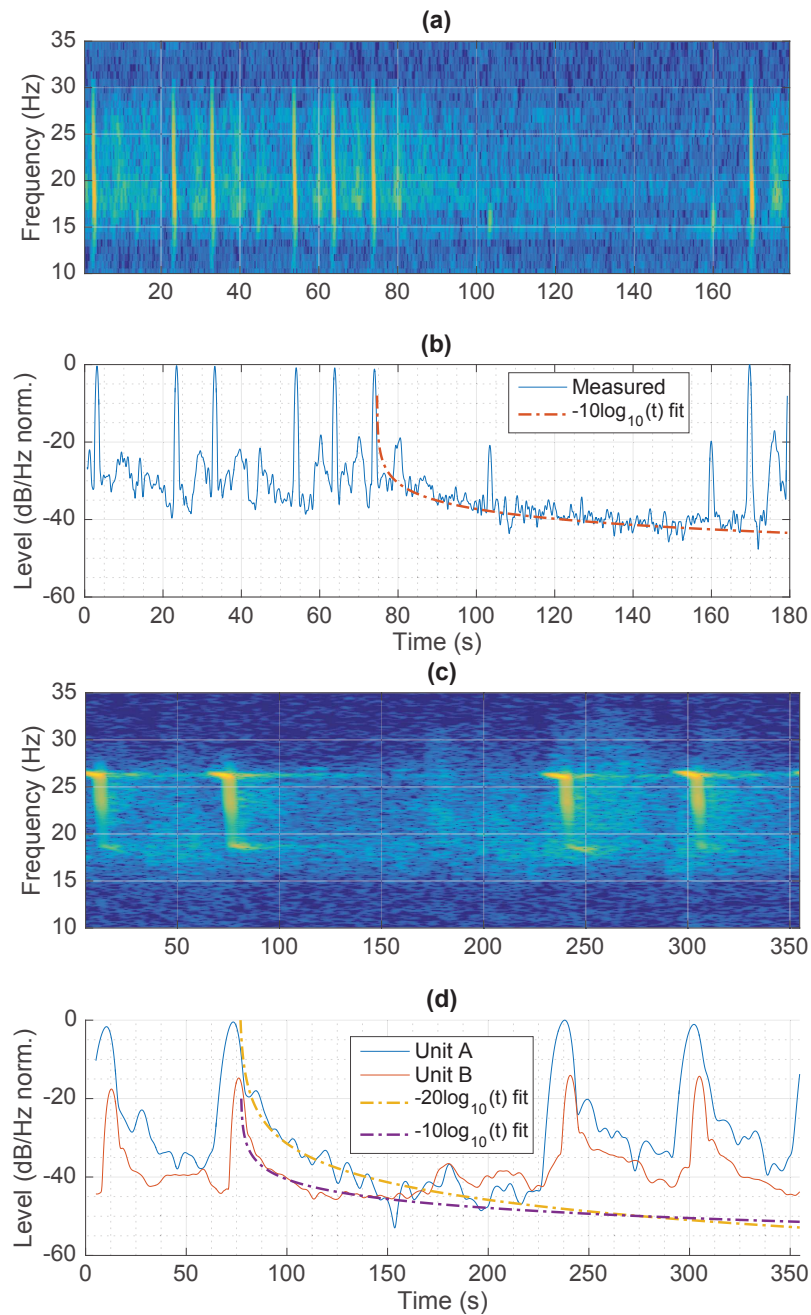 (a)
Frequency (Hz)
35
30
25
20
15
10
20 40 60 80 100 120 140 160
(b)
Level (dB/Hz norm.)
0
-20
-40
-60
Measured
-10log10(t) fit
0 20 40 60 80 100 120 140 160 180
Time (s)
(c)
Frequency (Hz)
35
30
25
20
15
10
50 100 150 200 250 300 350
(d)
Level (dB/Hz norm.)
0
-20
-40
-60
Unit A
Unit B
-20log10(t) fit
-10log10(t) fit
0 50 100 150 200 250 300 350
Time (s)